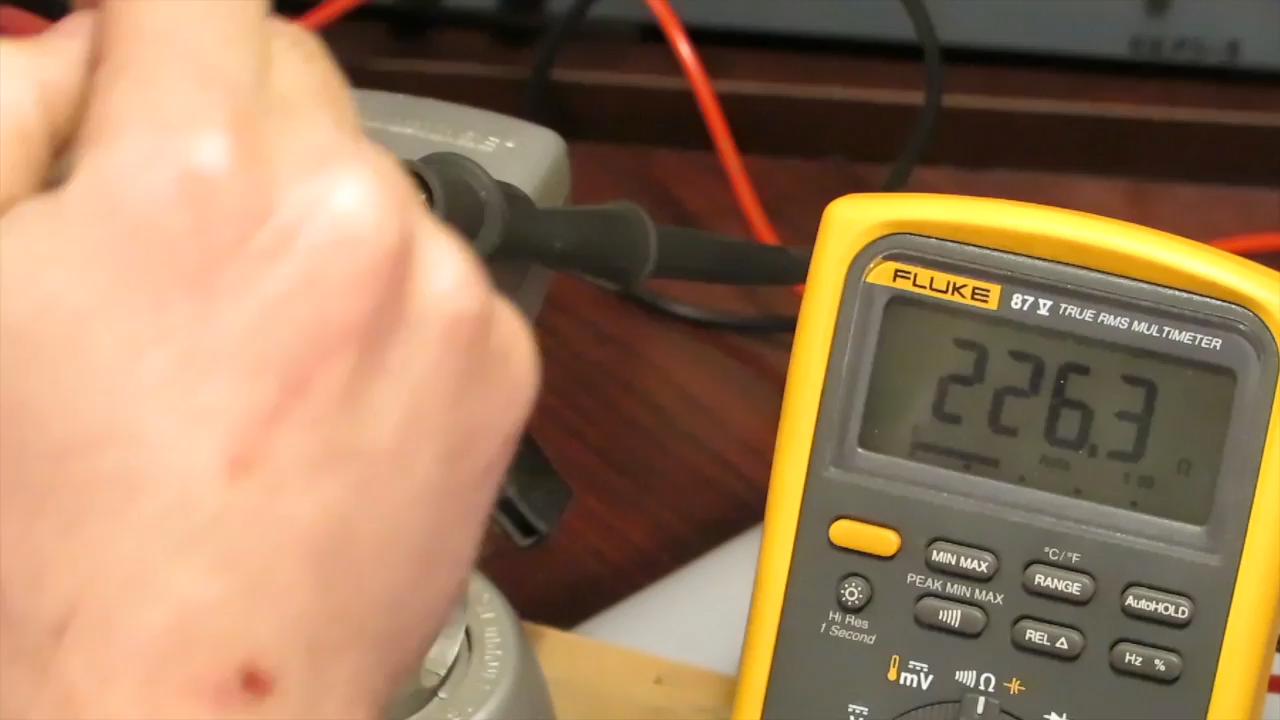 FLUKE 87 V TRUE RMS MULTIMETER
226.3
Auto Ω
MIN MAX
°C/°F
RANGE
AutoHOLD
PEAK MIN MAX
Hi Res
1 Second
REL Δ
Hz %
mV Ω
V